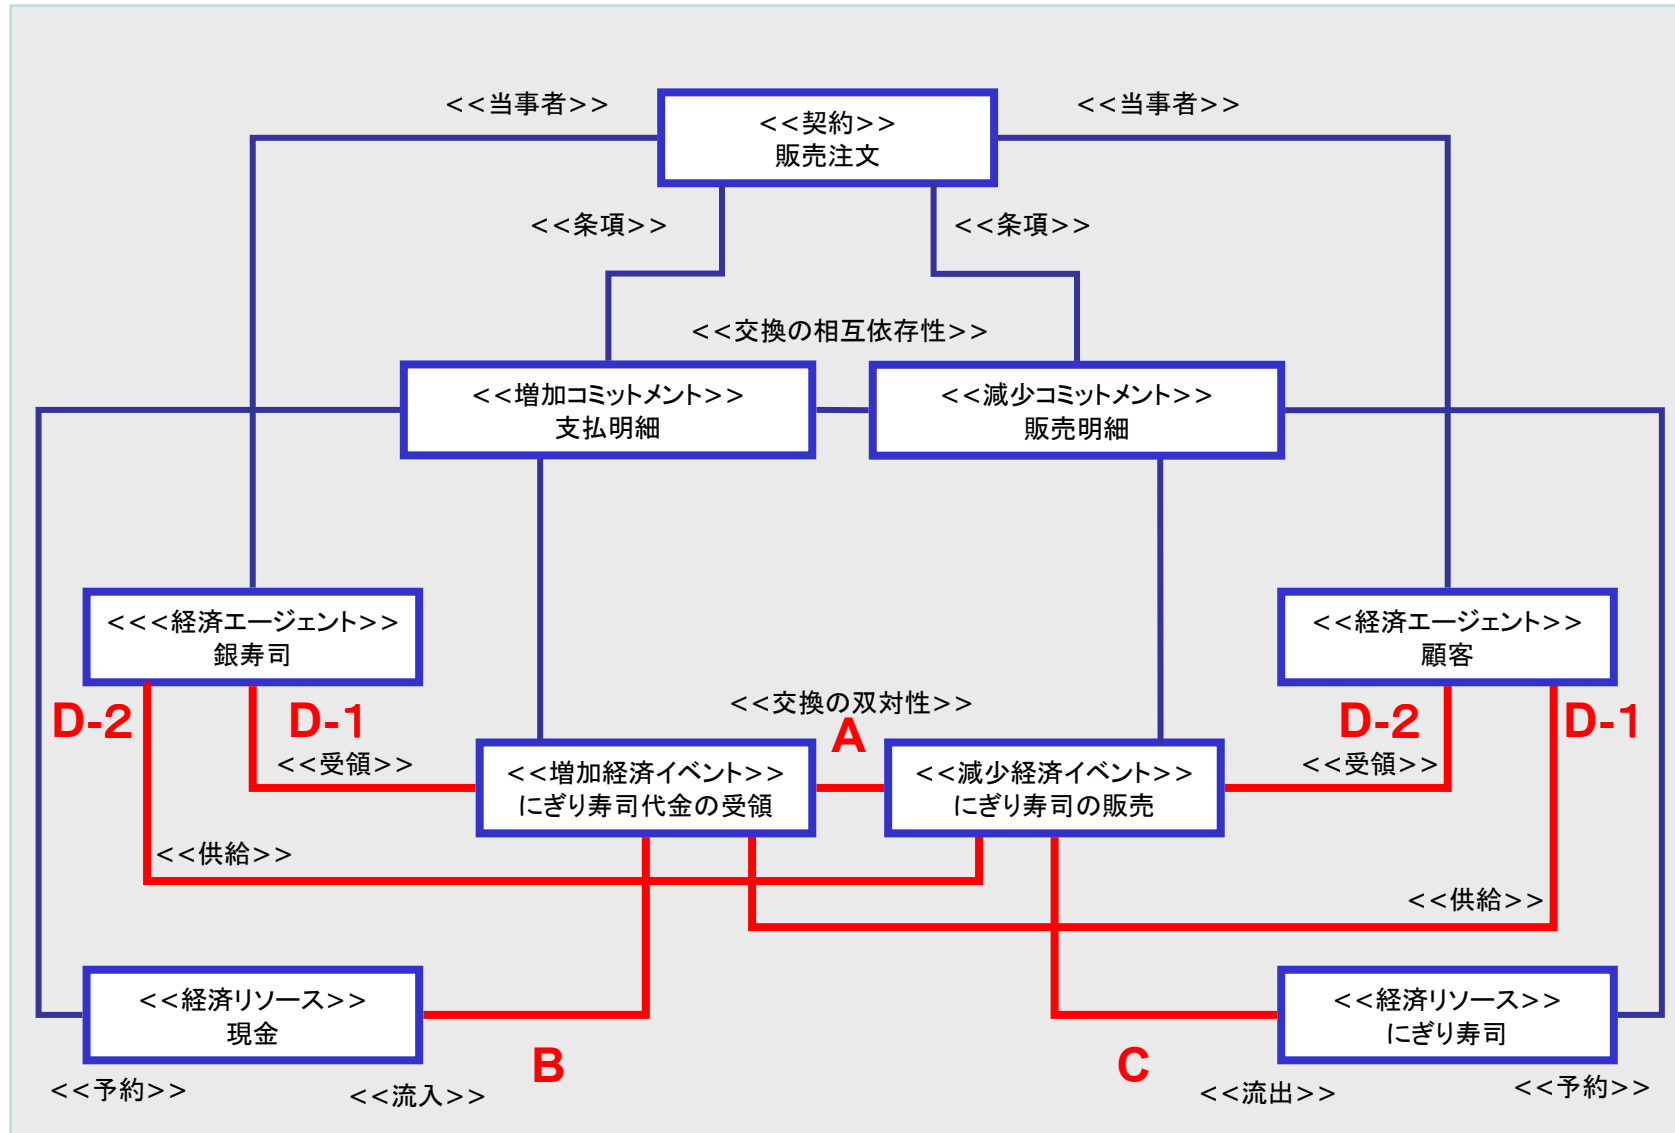 <<当事者>>
<<当事者>>
<<契約>>
販売注文
<<条項>>
<<条項>>
<<交換の相互依存性>>
<<増加コミットメント>>
支払明細
<<減少コミットメント>>
販売明細
<<<経済エージェント>>
銀寿司
<<経済エージェント>>
顧客
D-2
D-1
<<交換の双対性>>
A
D-2
D-1
<<受領>>
<<増加経済イベント>>
にぎり寿司代金の受領
<<減少経済イベント>>
にぎり寿司の販売
<<受領>>
<<供給>>
<<供給>>
<<経済リソース>>
現金
<<経済リソース>>
にぎり寿司
B
C
<<予約>>
<<流入>>
<<流出>>
<<予約>>